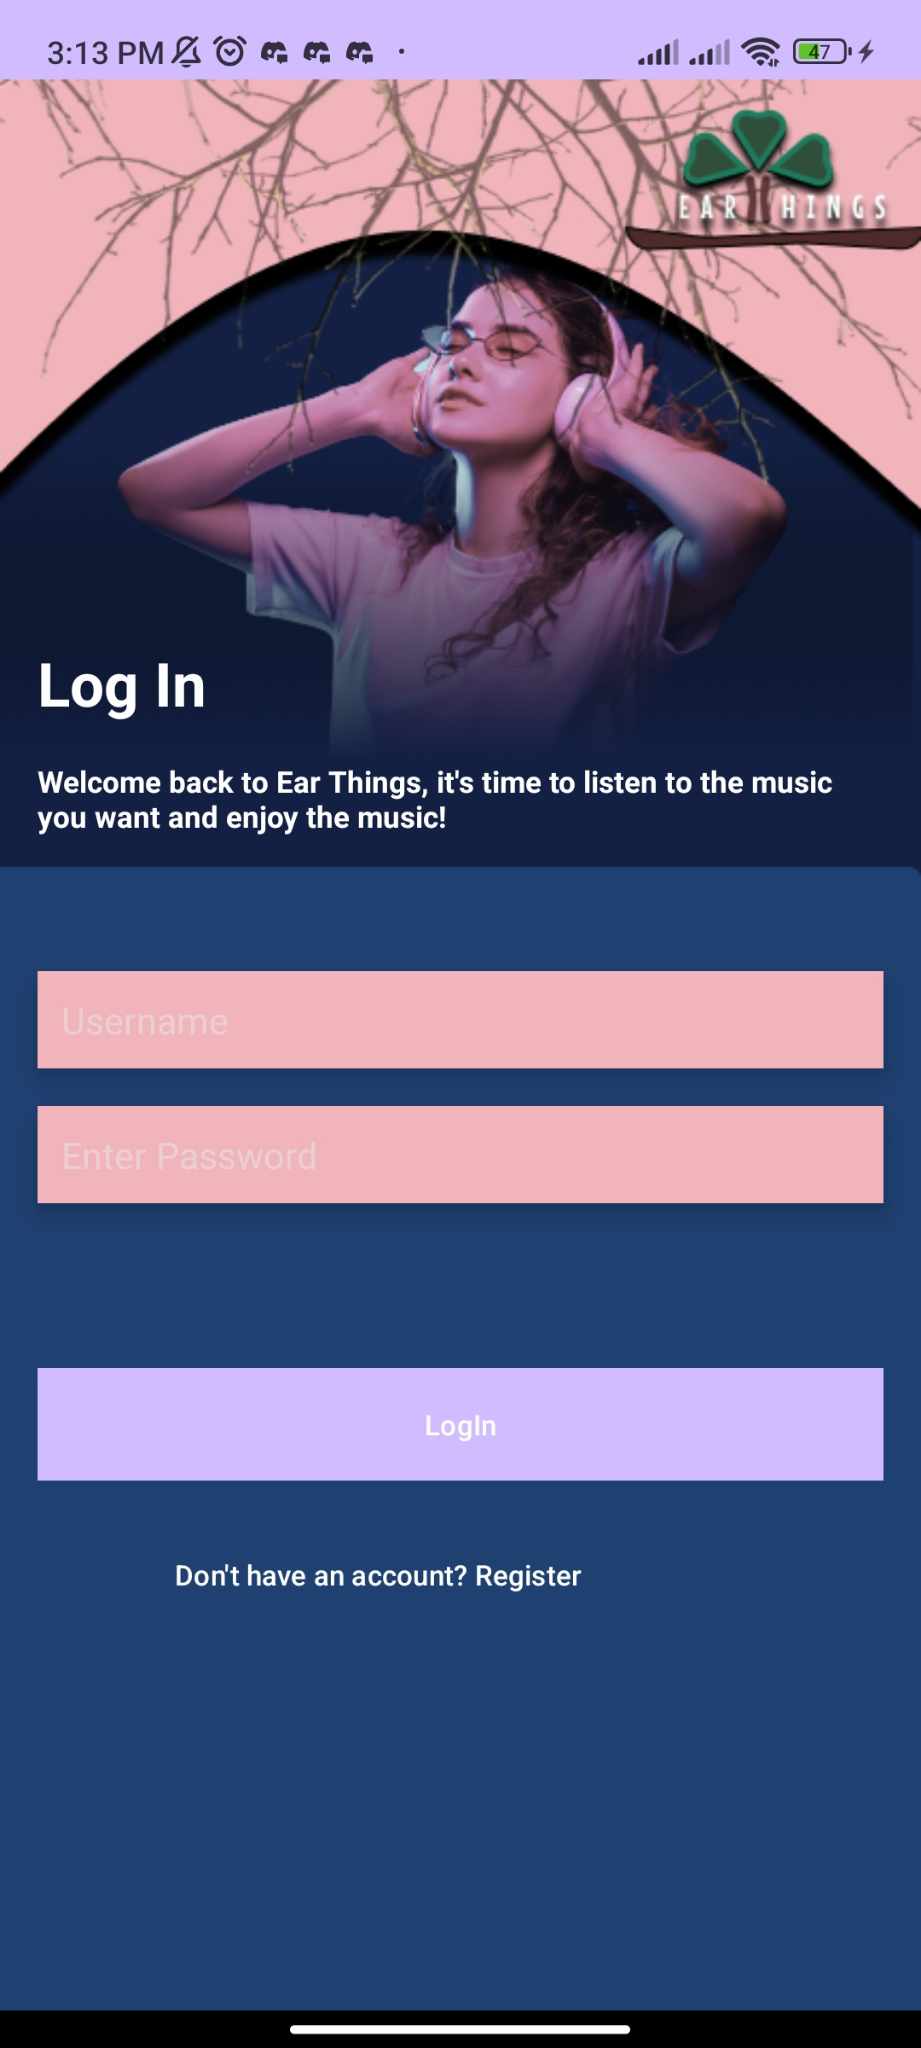 3:13 PM
47
EAR THINGS
Log In
Welcome back to Ear Things, it's time to listen to the music
you want and enjoy the music!
Username
Enter Password
LogIn
Don't have an account? Register